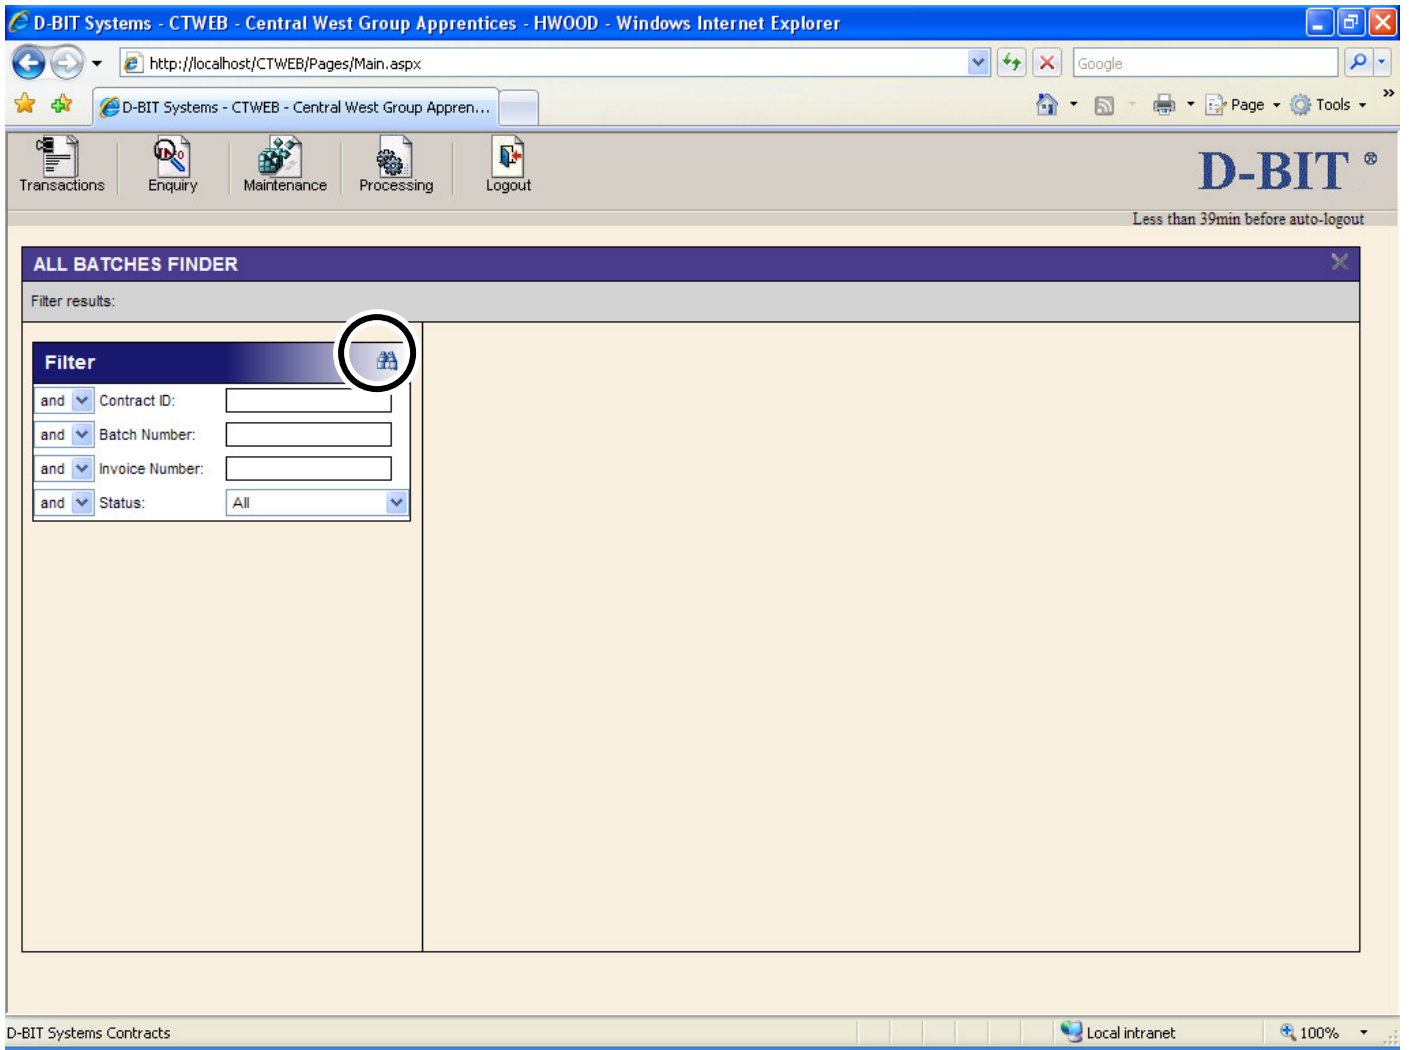 D-BIT Systems - CTWEB - Central West Group Apprentices - HWOOD - Windows Internet Explorer
http://localhost/CTWEB/Pages/Main.aspx
Google
D-BIT Systems - CTWEB - Central West Group Appren...
Page
Tools
Transactions
Enquiry
Maintenance
Processing
Logout
D-BIT ®
Less than 39min before auto-logout
ALL BATCHES FINDER
Filter results:
Filter
and Contract ID:
and Batch Number:
and Invoice Number:
and Status: All
D-BIT Systems Contracts
Local intranet
100%